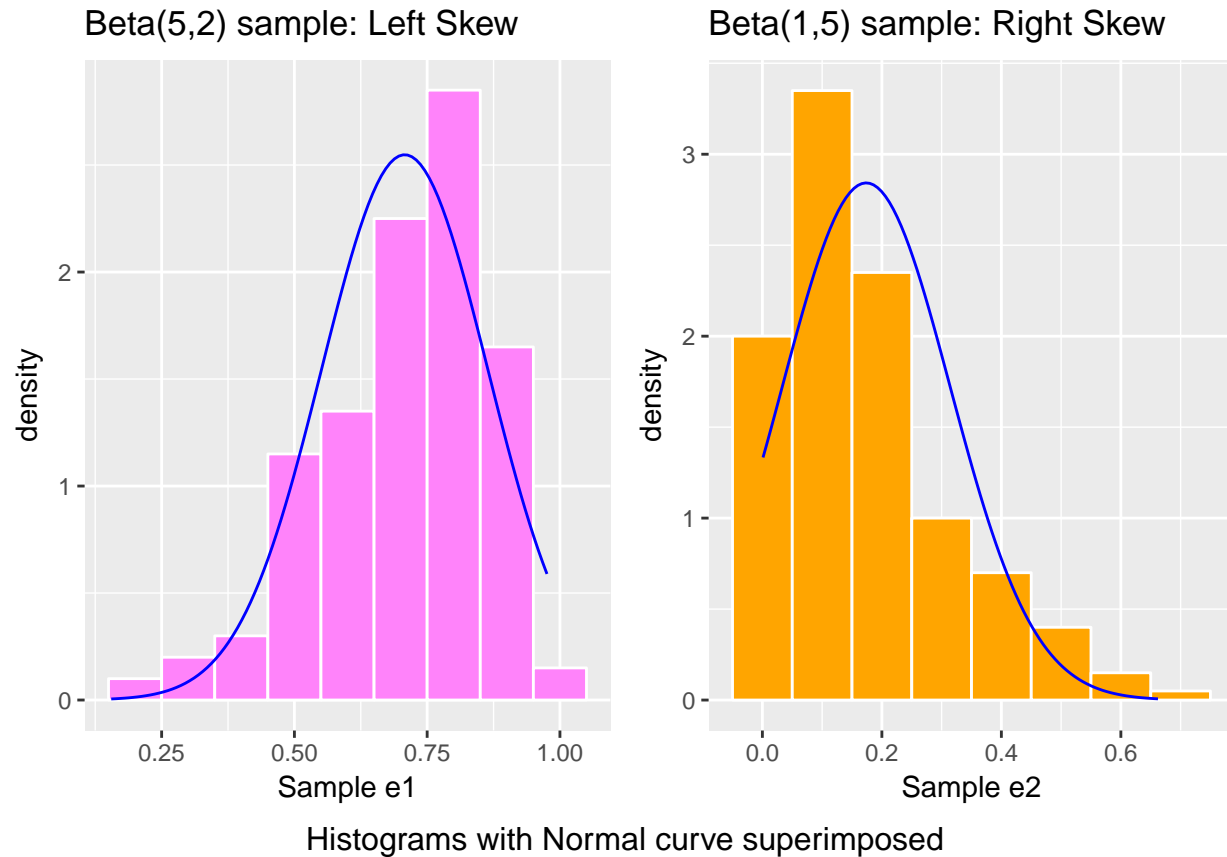 Beta(5,2) sample: Left Skew
density
2
1
0
0.25 0.50 0.75 1.00
Sample e1
Beta(1,5) sample: Right Skew
density
3
2
1
0
0.0 0.2 0.4 0.6
Sample e2
Histograms with Normal curve superimposed